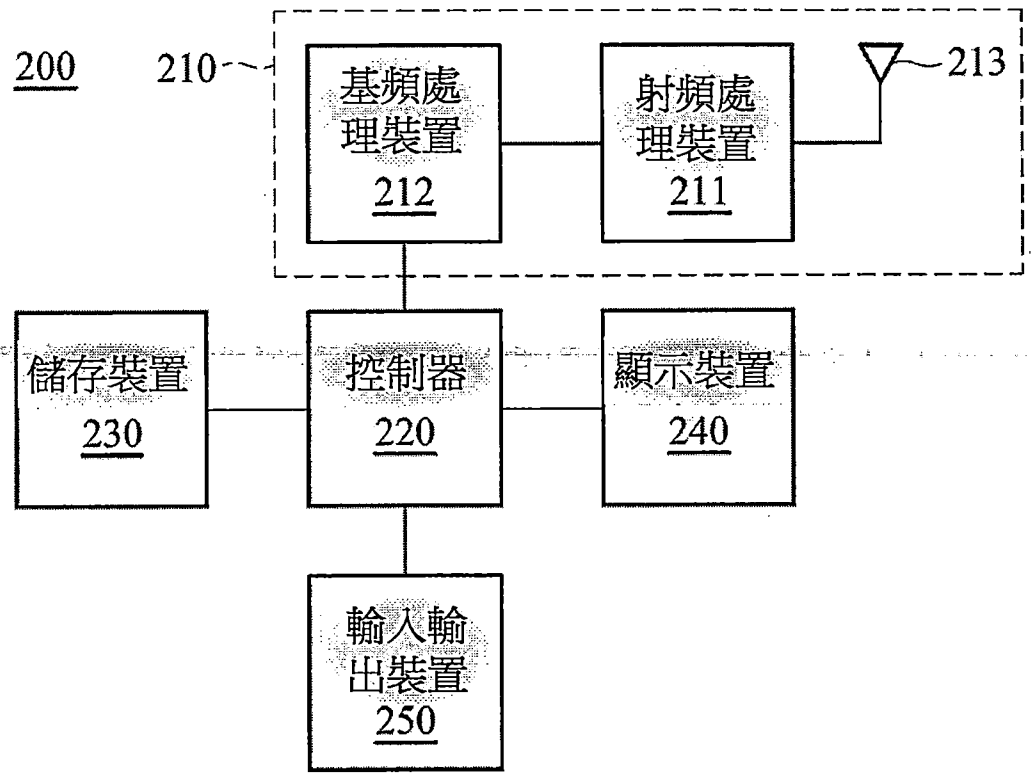 200
210
基頻處
理裝置
212
射頻處
理裝置
211
213
儲存裝置
230
控制器
220
顯示裝置
240
輸入輸
出裝置
250